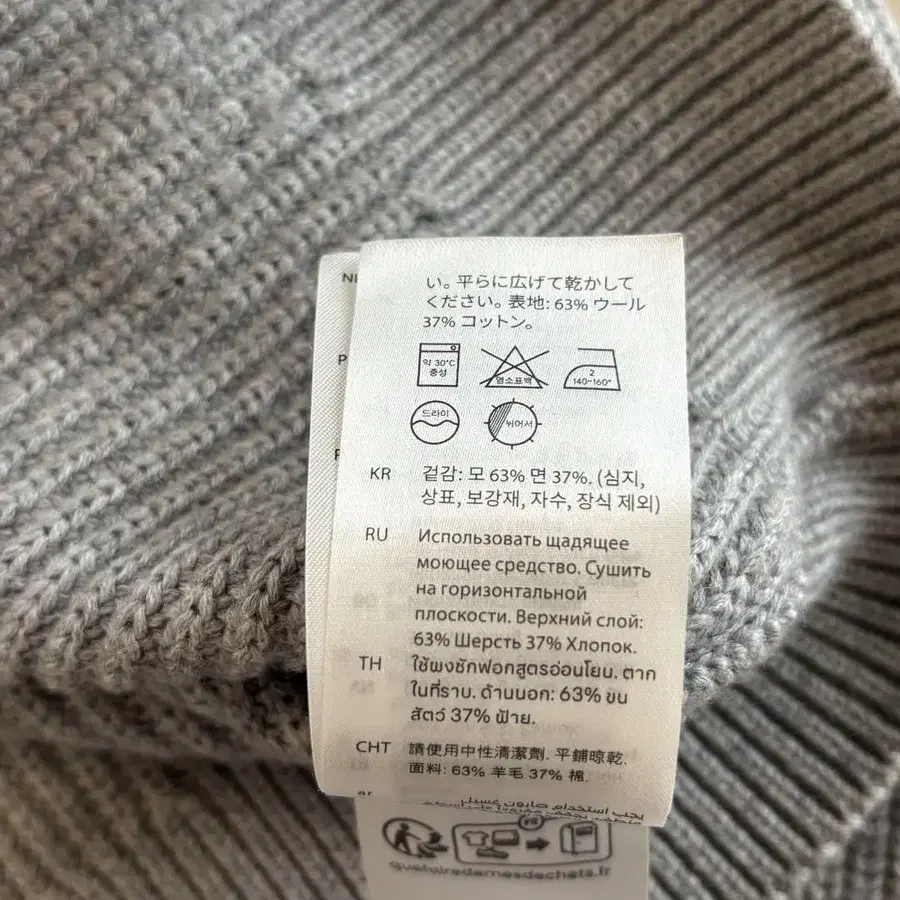 NI
い。平らに広げて乾かして
ください。表地: 63% ウール
37% コットン。
P
약 30℃
중성
염소표백
2
140-160°
드라이
뉘어서
KR
겉감: 모 63% 면 37%. (심지,
상표, 보강재, 자수, 장식 제외)
RU
Использовать щадящее
моющее средство. Сушить
на горизонтальной
плоскости. Верхний слой:
63% Шерсть 37% Хлопок.
TH
ใช้ผงซักฟอกสูตรอ่อนโยน. ตาก
ในที่ราบ. ด้านนอก: 63% ขน
สัตว์ 37% ฝ้าย.
CHT
請使用中性清潔劑. 平鋪晾乾.
面料: 63% 羊毛 37% 棉.
ar
يجب استخدام صابون غسيل
FR
quefairedemesdechets.fr